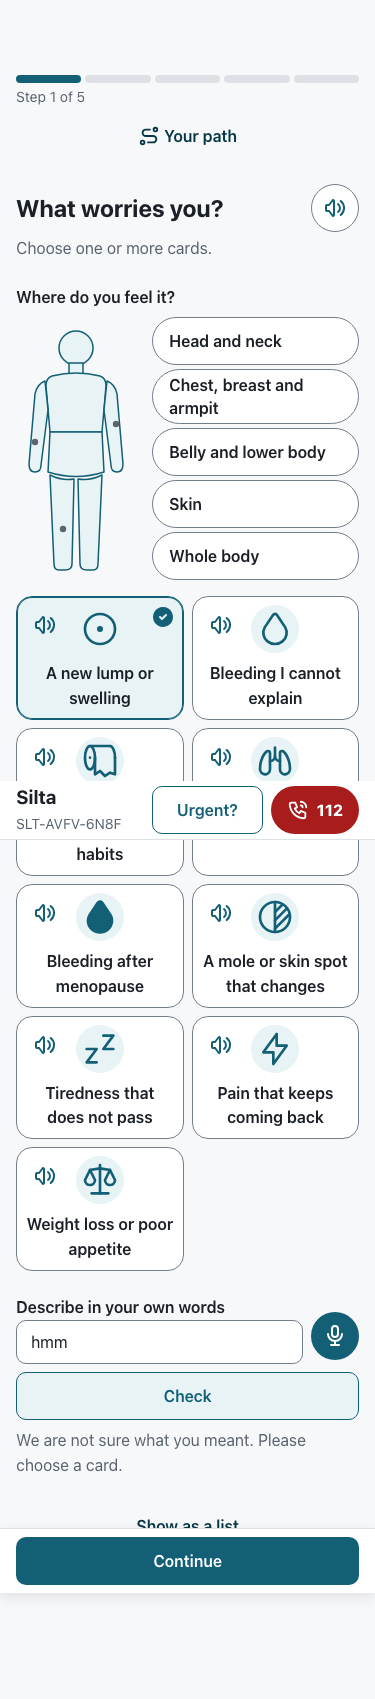 Step 1 of 5
Your path
What worries you?
Choose one or more cards.
Where do you feel it?
Head and neck
Chest, breast and
armpit
Belly and lower body
Skin
Whole body
A new lump or
swelling
Bleeding I cannot
explain
Silta
SLT-AVFV-6N8F
Urgent?
112
habits
Bleeding after
menopause
A mole or skin spot
that changes
Tiredness that
does not pass
Pain that keeps
coming back
Weight loss or poor
appetite
Describe in your own words
hmm
Check
We are not sure what you meant. Please
choose a card.
Show as a list
Continue